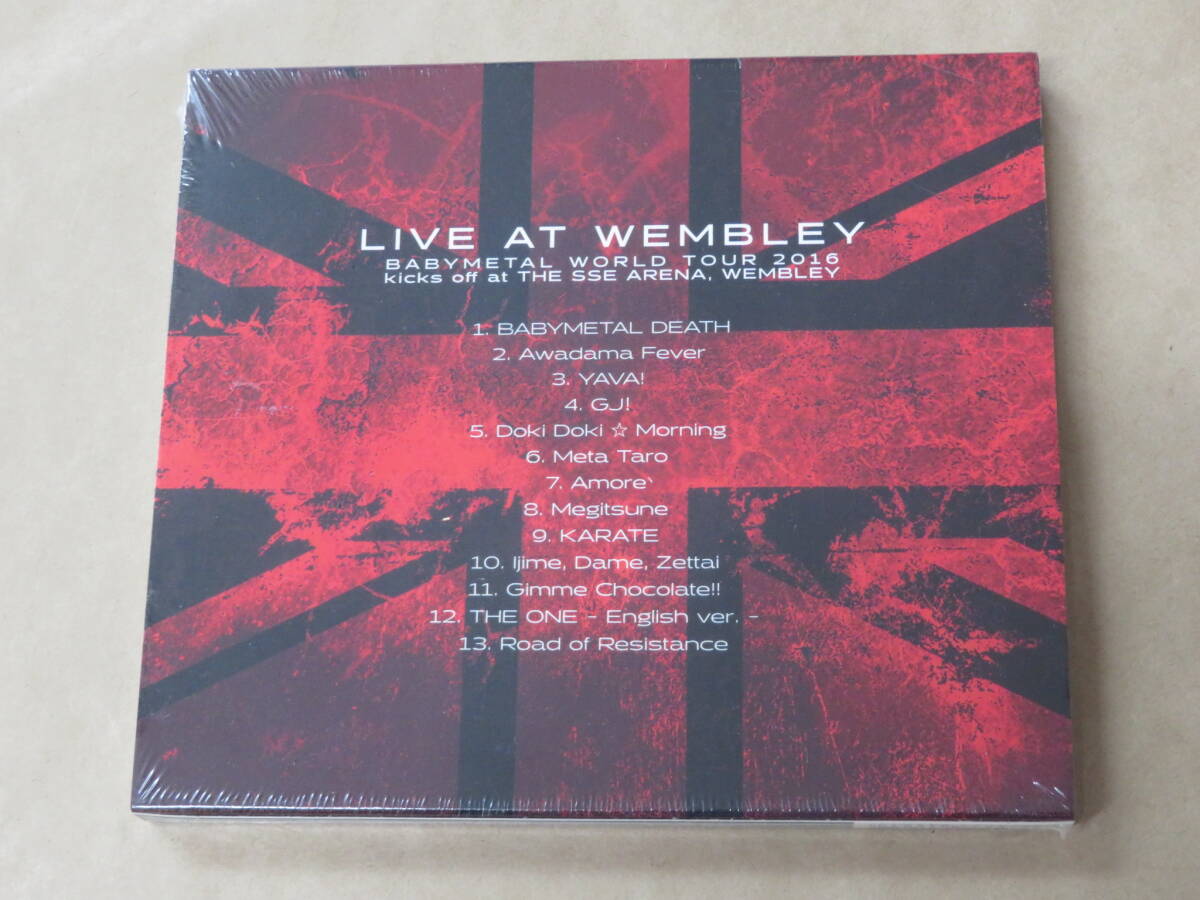 LIVE AT WEMBLEY
BABYMETAL WORLD TOUR 2016
kicks off at THE SSE ARENA, WEMBLEY
1. BABYMETAL DEATH
2. Awadama Fever
3. YAVA!
4. GJ!
5. Doki Doki ☆ Morning
6. Meta Taro
7. Amore`
8. Megitsune
9. KARATE
10. Ijime, Dame, Zettai
11. Gimme Chocolate!!
12. THE ONE - English ver. -
13. Road of Resistance